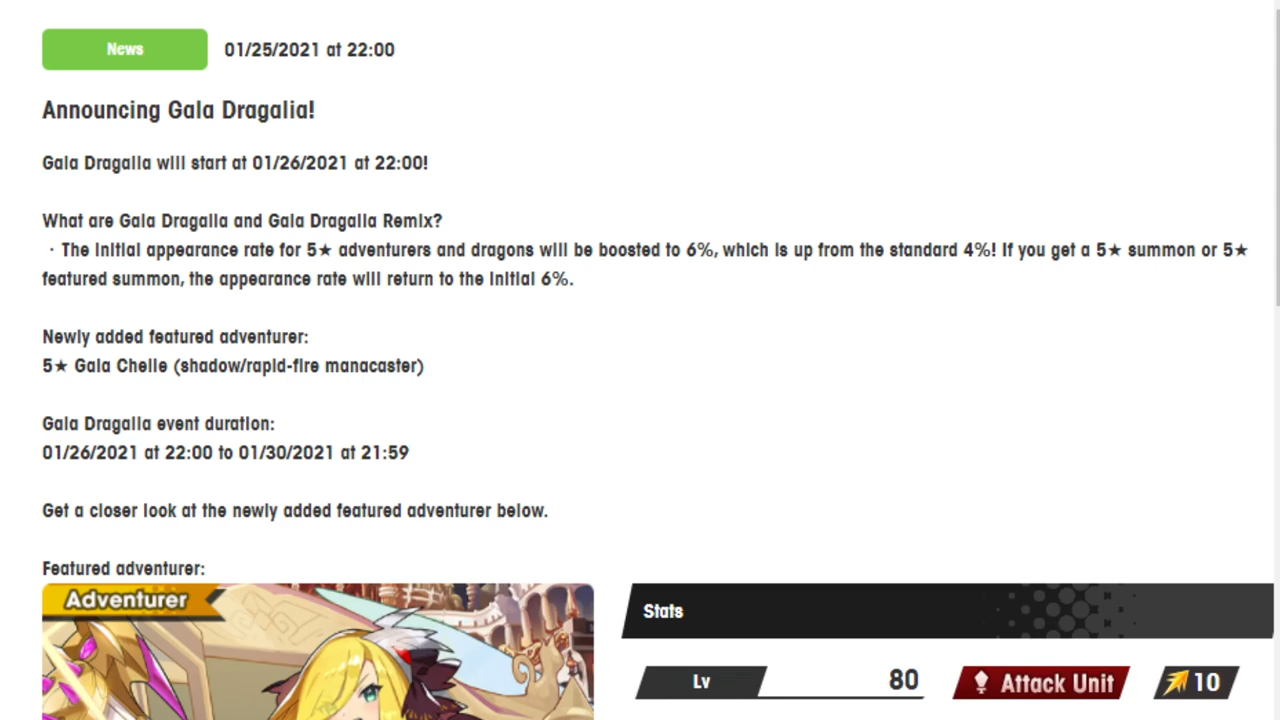 News 01/25/2021 at 22:00
Announcing Gala Dragalia!
Gala Dragalia will start at 01/26/2021 at 22:00!
What are Gala Dragalia and Gala Dragalia Remix?
· The initial appearance rate for 5★ adventurers and dragons will be boosted to 6%, which is up from the standard 4%! If you get a 5★ summon or 5★
featured summon, the appearance rate will return to the initial 6%.
Newly added featured adventurer:
5★ Gala Chelle (shadow/rapid-fire manacaster)
Gala Dragalia event duration:
01/26/2021 at 22:00 to 01/30/2021 at 21:59
Get a closer look at the newly added featured adventurer below.
Featured adventurer:
Adventurer
Stats
Lv 80 Attack Unit 10